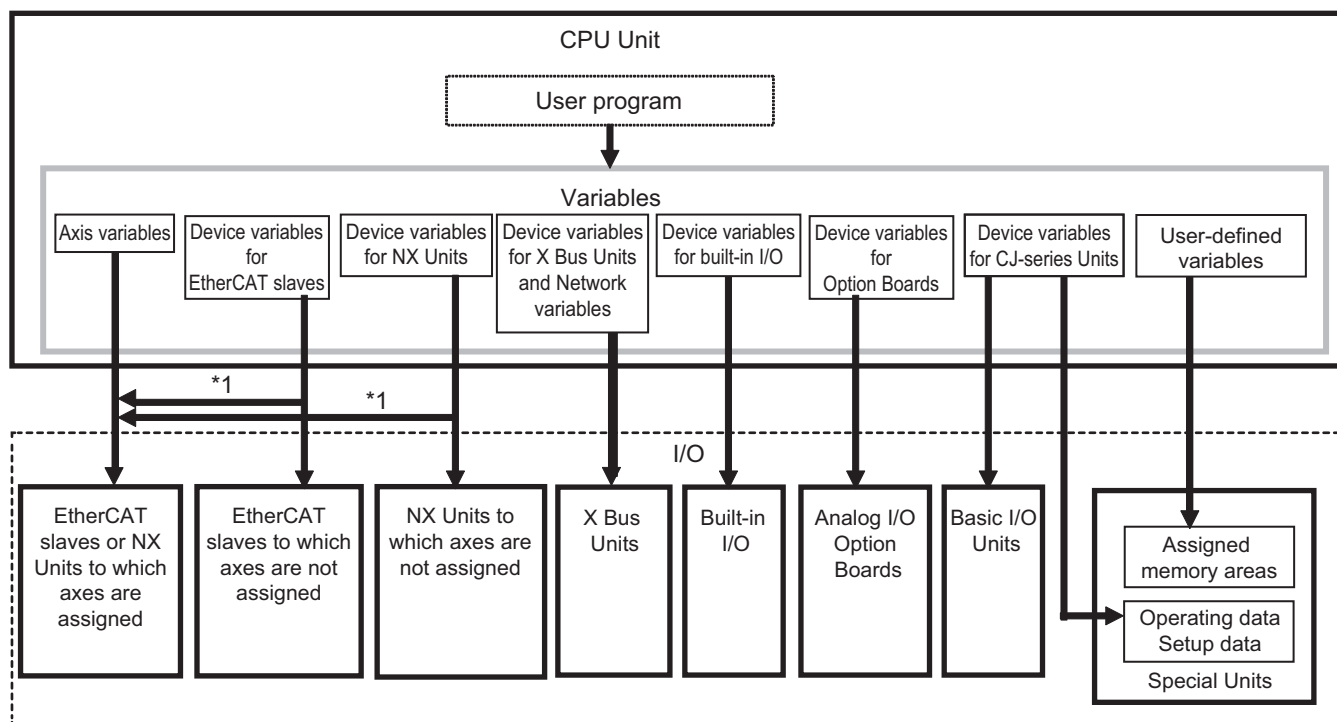 CPU Unit
User program
Variables
Axis variables
Device variables
for
EtherCAT slaves
Device variables
for NX Units
Device variables
for X Bus Units
and Network
variables
Device variables
for built-in I/O
Device variables
for
Option Boards
Device variables
for CJ-series Units
User-defined
variables
*1
*1
I/O
EtherCAT
slaves or NX
Units to which
axes are
assigned
EtherCAT
slaves to which
axes are not
assigned
NX Units to
which axes are
not assigned
X Bus
Units
Built-in
I/O
Analog I/O
Option
Boards
Basic I/O
Units
Assigned
memory areas
Operating data
Setup data
Special Units